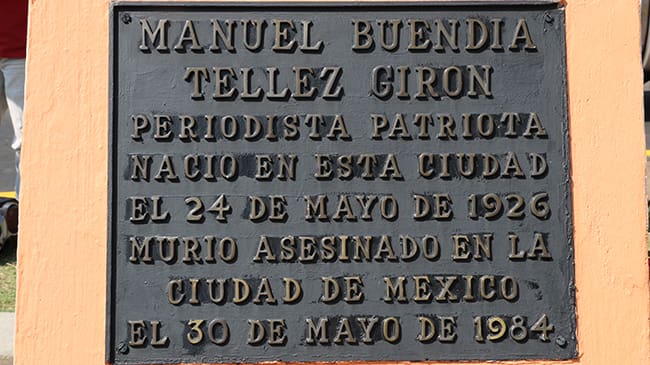 MANUEL BUENDIA
TELLEZ GIRON
PERIODISTA PATRIOTA
NACIO EN ESTA CIUDAD
EL 24 DE MAYO DE 1926
MURIO ASESINADO EN LA
CIUDAD DE MEXICO
EL 30 DE MAYO DE 1984